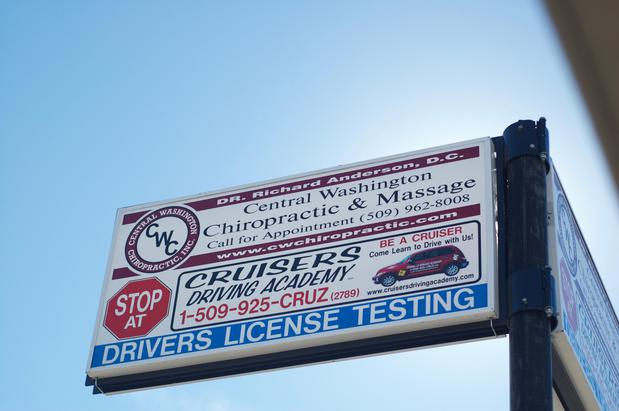 DR. Richard Anderson, D.C.
CENTRAL WASHINGTON
CWC
CHIROPRACTIC, INC.
Central Washington
Chiropractic & Massage
Call for Appointment (509) 962-8008
www.cwchiropractic.com
STOP
AT
CRUISERS
DRIVING ACADEMY
1-509-925-CRUZ (2789)
BE A CRUISER
Come Learn to Drive with Us!
www.cruisersdrivingacademy.com
DRIVERS LICENSE TESTING